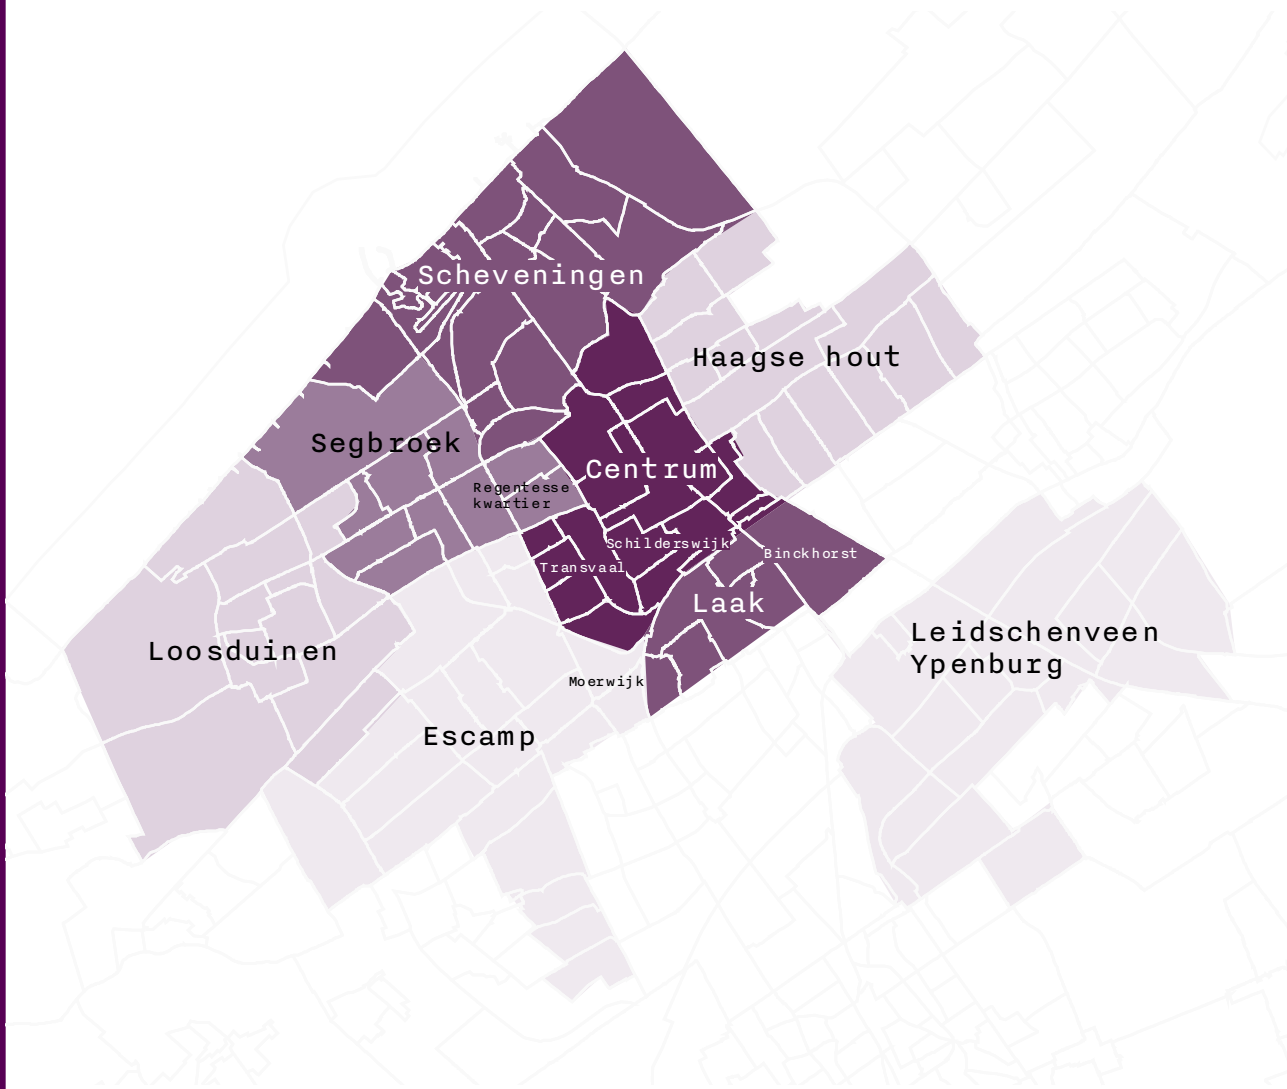 Scheveningen
Haagse hout
Segbroek
Centrum
Regentesse
kwartier
Schilderswijk
Binckhorst
Transvaal
Laak
Leidschenveen
Ypenburg
Loosduinen
Moerwijk
Escamp